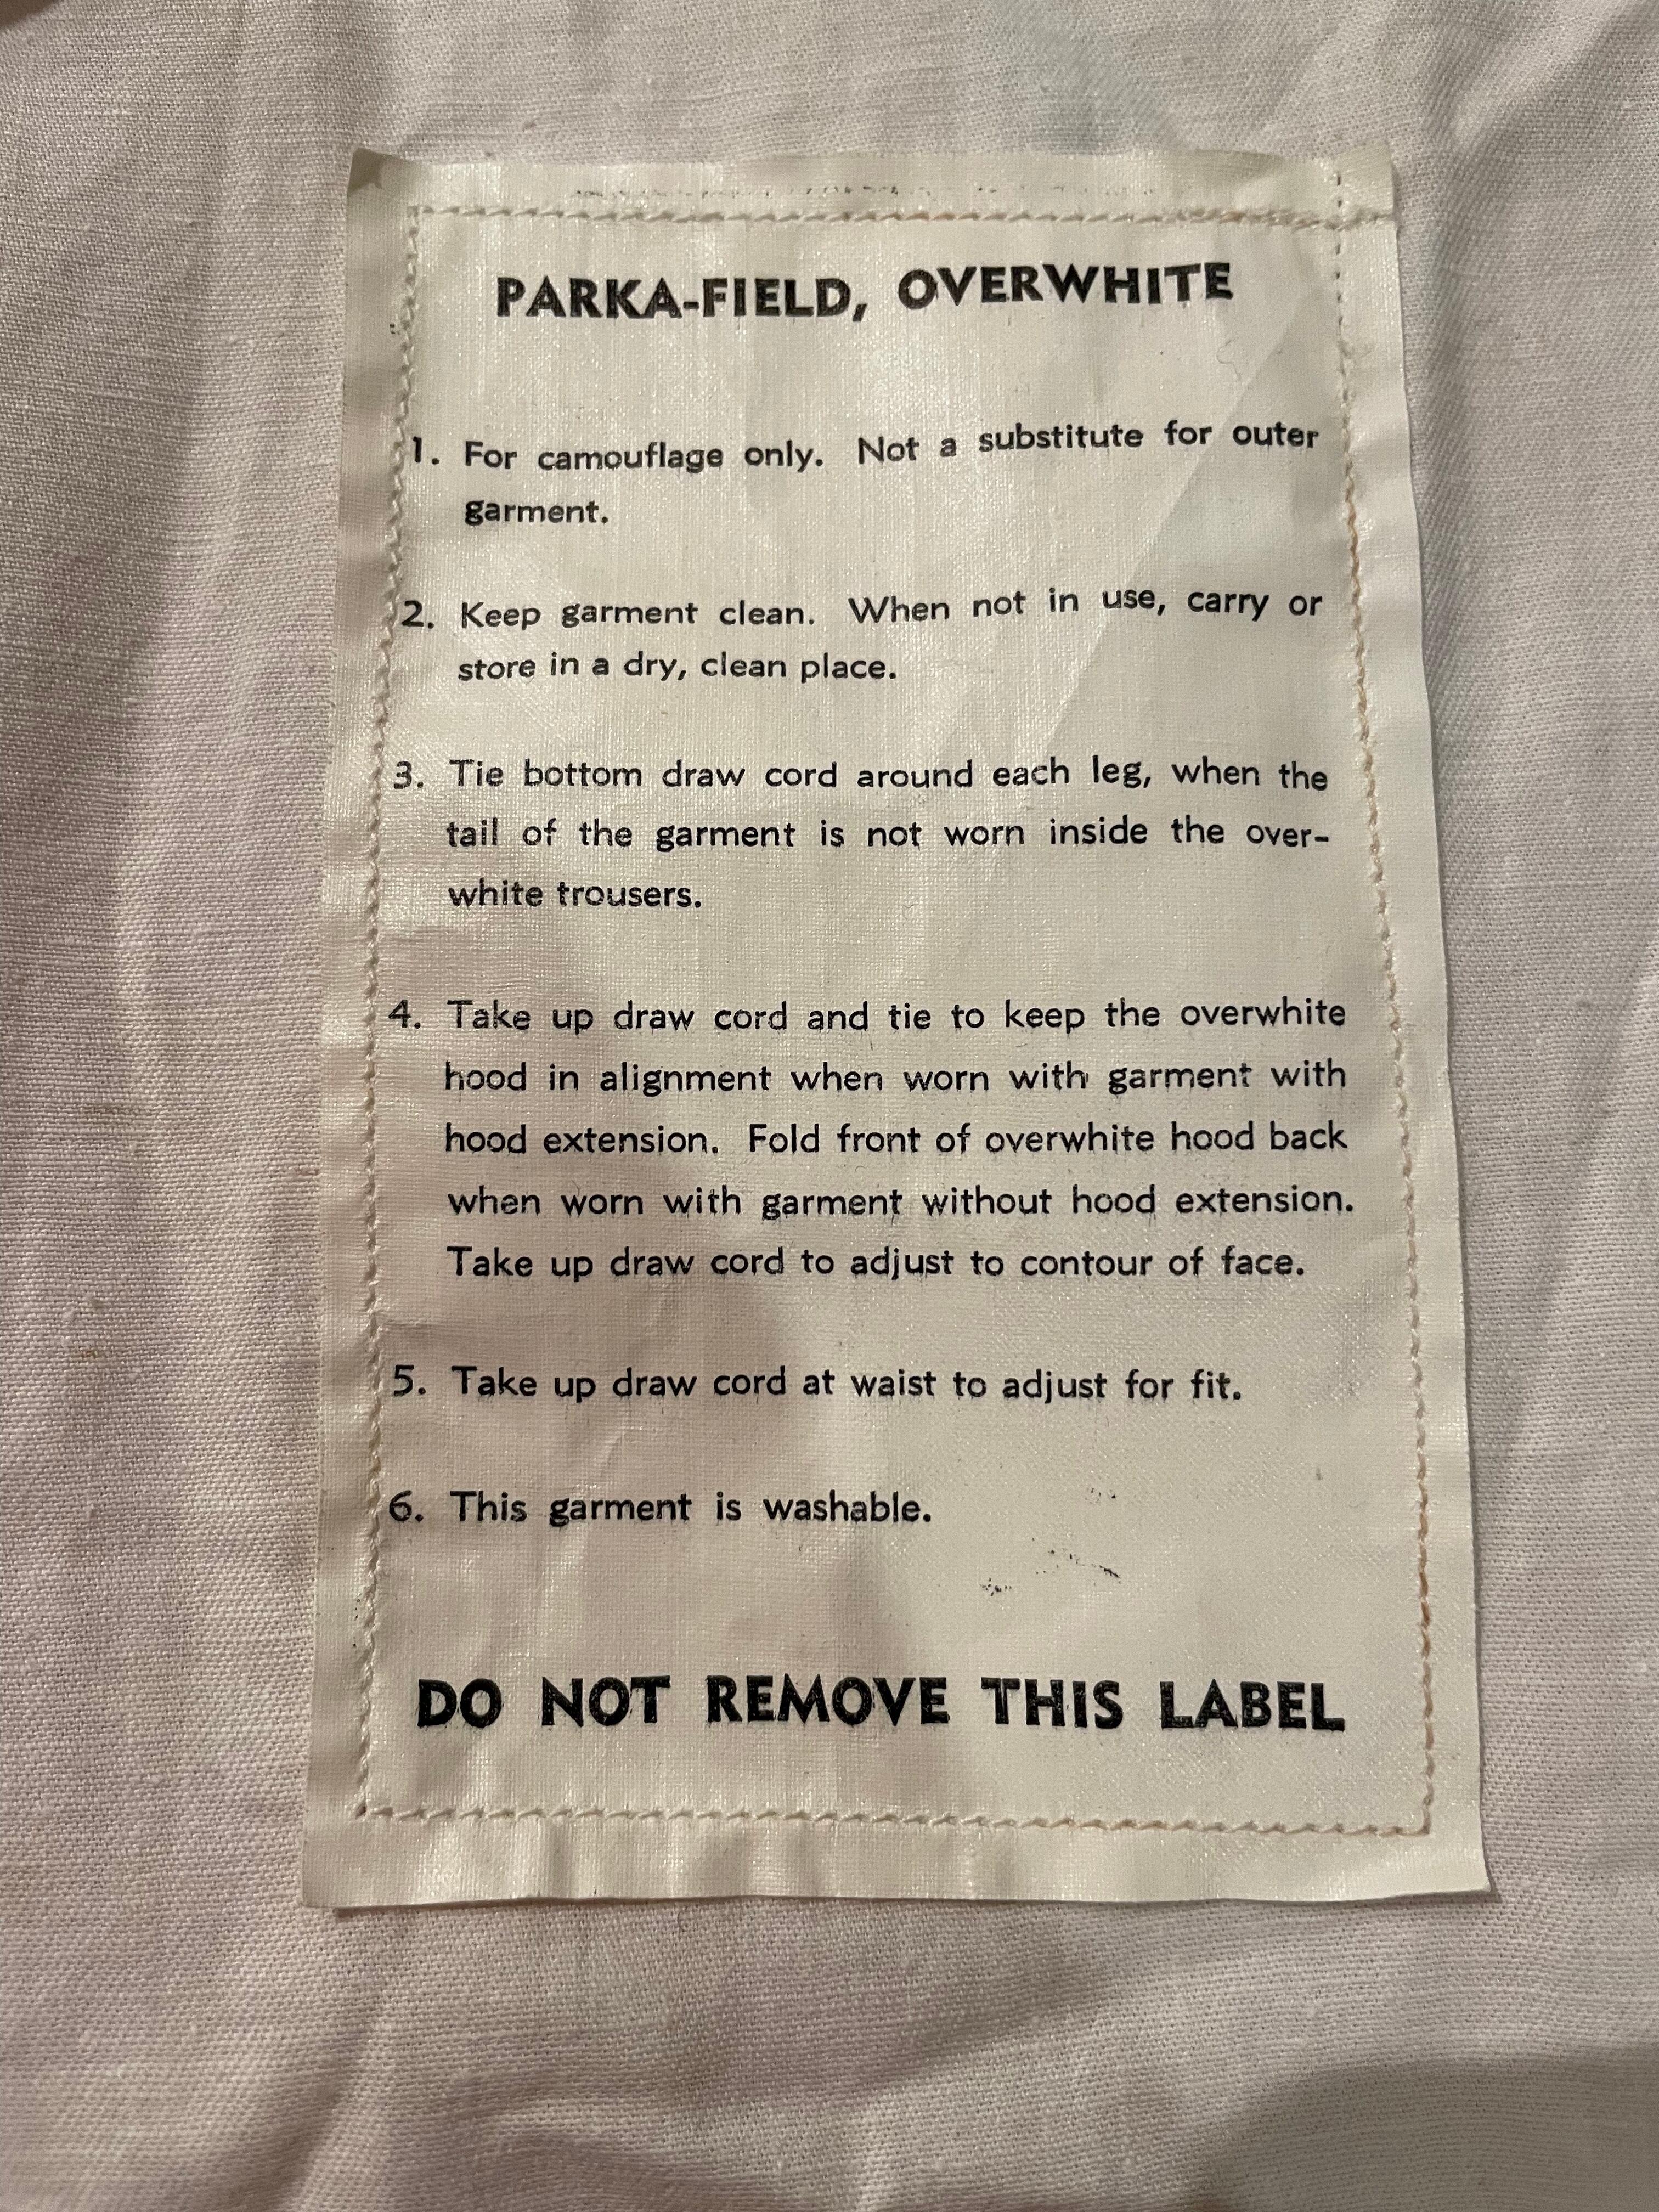 PARKA-FIELD, OVERWHITE
1. For camouflage only. Not a substitute for outer
garment.
2. Keep garment clean. When not in use, carry or
store in a dry, clean place.
3. Tie bottom draw cord around each leg, when the
tail of the garment is not worn inside the over-
white trousers.
4. Take up draw cord and tie to keep the overwhite
hood in alignment when worn with garment with
hood extension. Fold front of overwhite hood back
when worn with garment without hood extension.
Take up draw cord to adjust to contour of face.
5. Take up draw cord at waist to adjust for fit.
6. This garment is washable.
DO NOT REMOVE THIS LABEL